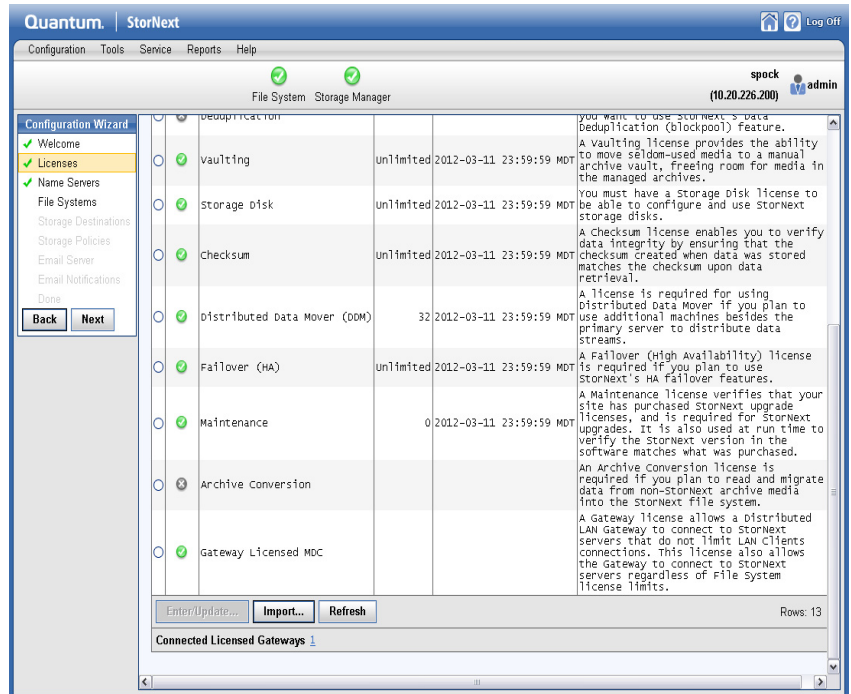 Quantum. | StorNext
Log Off
Configuration Tools Service Reports Help
File System Storage Manager
spock
(10.20.226.200)
admin
Configuration Wizard
Welcome
Licenses
Name Servers
File Systems
Storage Destinations
Storage Policies
Email Server
Email Notifications
Done
Back Next
Deduplication
you want to use StorNext's Data
Deduplication (blockpool) feature.
Vaulting Unlimited 2012-03-11 23:59:59 MDT
A Vaulting license provides the ability
to move seldom-used media to a manual
archive vault, freeing room for media in
the managed archives.
Storage Disk Unlimited 2012-03-11 23:59:59 MDT
You must have a Storage Disk license to
be able to configure and use StorNext
storage disks.
Checksum Unlimited 2012-03-11 23:59:59 MDT
A Checksum license enables you to verify
data integrity by ensuring that the
checksum created when data was stored
matches the checksum upon data
retrieval.
Distributed Data Mover (DDM) 32 2012-03-11 23:59:59 MDT
A license is required for using
Distributed Data Mover if you plan to
use additional machines besides the
primary server to distribute data
streams.
Failover (HA) Unlimited 2012-03-11 23:59:59 MDT
A Failover (High Availability) license
is required if you plan to use
StorNext's HA failover features.
Maintenance 0 2012-03-11 23:59:59 MDT
A Maintenance license verifies that your
site has purchased StorNext upgrade
licenses, and is required for StorNext
upgrades. It is also used at run time to
verify the StorNext version in the
software matches what was purchased.
Archive Conversion
An Archive Conversion license is
required if you plan to read and migrate
data from non-StorNext archive media
into the StorNext file system.
Gateway Licensed MDC
A Gateway license allows a Distributed
LAN Gateway to connect to StorNext
servers that do not limit LAN Clients
connections. This license also allows
the Gateway to connect to StorNext
servers regardless of File System
license limits.
Enter/Update... Import... Refresh
Rows: 13
Connected Licensed Gateways 1